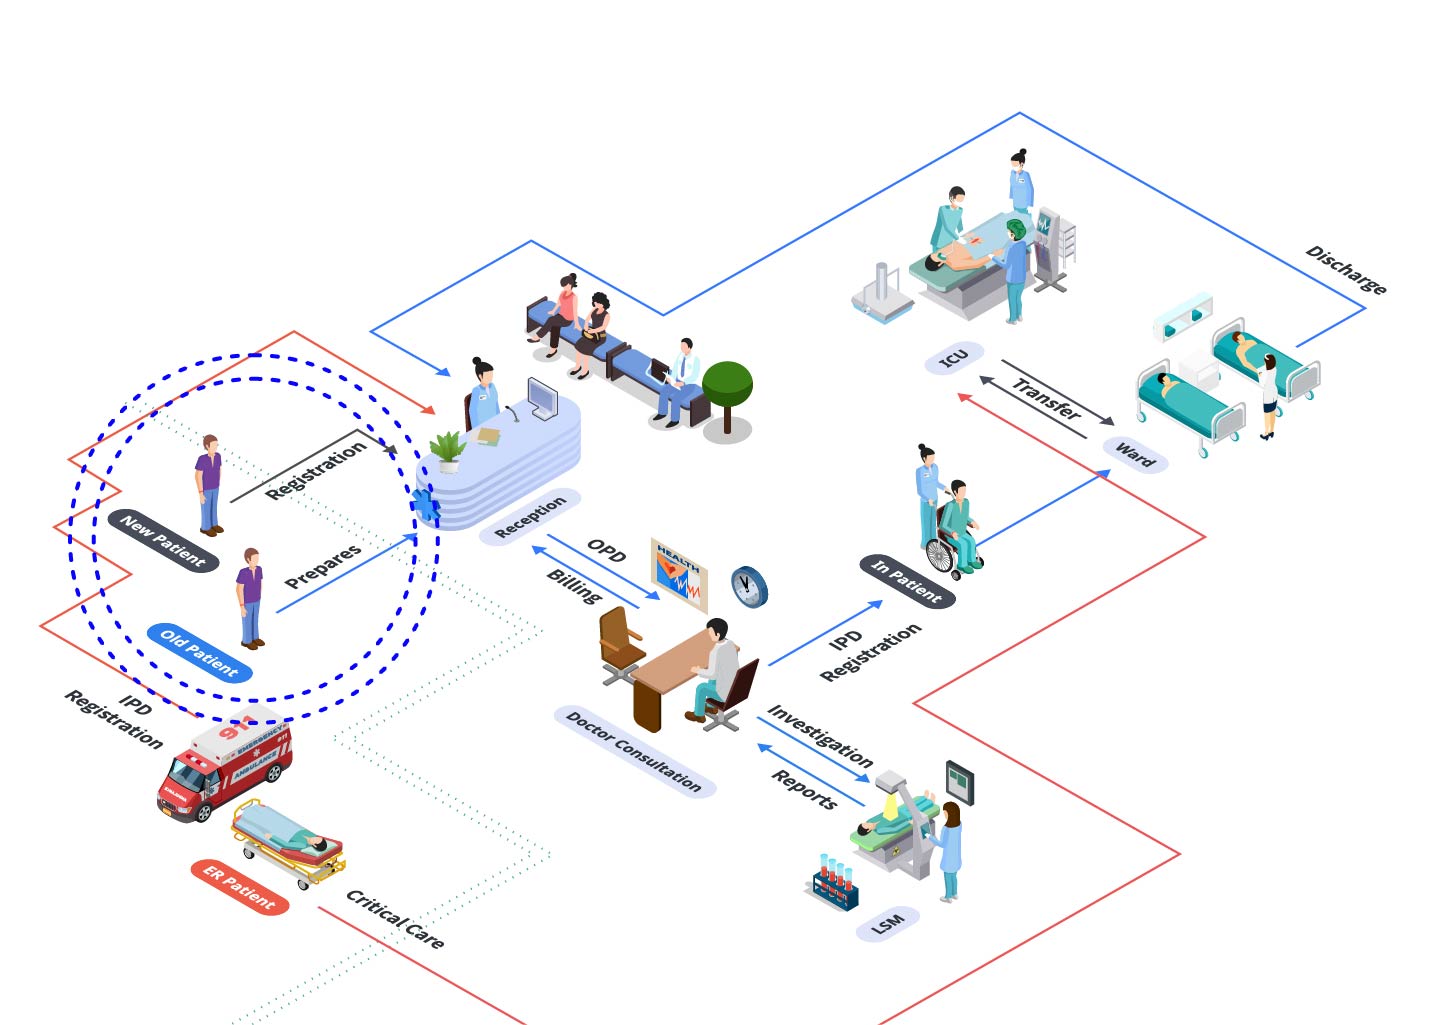 Discharge
ICU
Transfer
Ward
Registration
New Patient
Prepares
Old Patient
Reception
OPD
Billing
HEALTH
In Patient
IPD
Registration
IPD
Registration
Doctor Consultation
Investigation
Reports
EMERGENCY
911
AMBULANCE
ER Patient
Critical Care
LSM